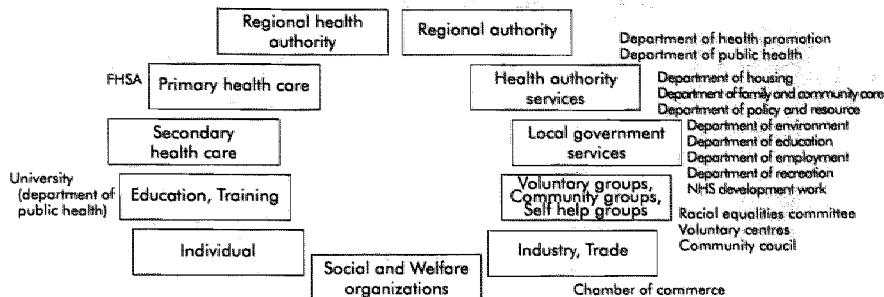 Regional health
authority
Regional authority
Department of health promotion
Department of public health
FHSA
Primary health care
Health authority
services
Department of housing
Department of family and community care
Department of policy and resource
Secondary
health care
Local government
services
Department of environment
Department of education
Department of employment
Department of recreation
NHS development work
University
(department of
public health)
Education, Training
Voluntary groups,
Community groups,
Self help groups
Racial equalities committee
Voluntary centres
Community coucil
Individual
Industry, Trade
Social and Welfare
organizations
Chamber of commerce